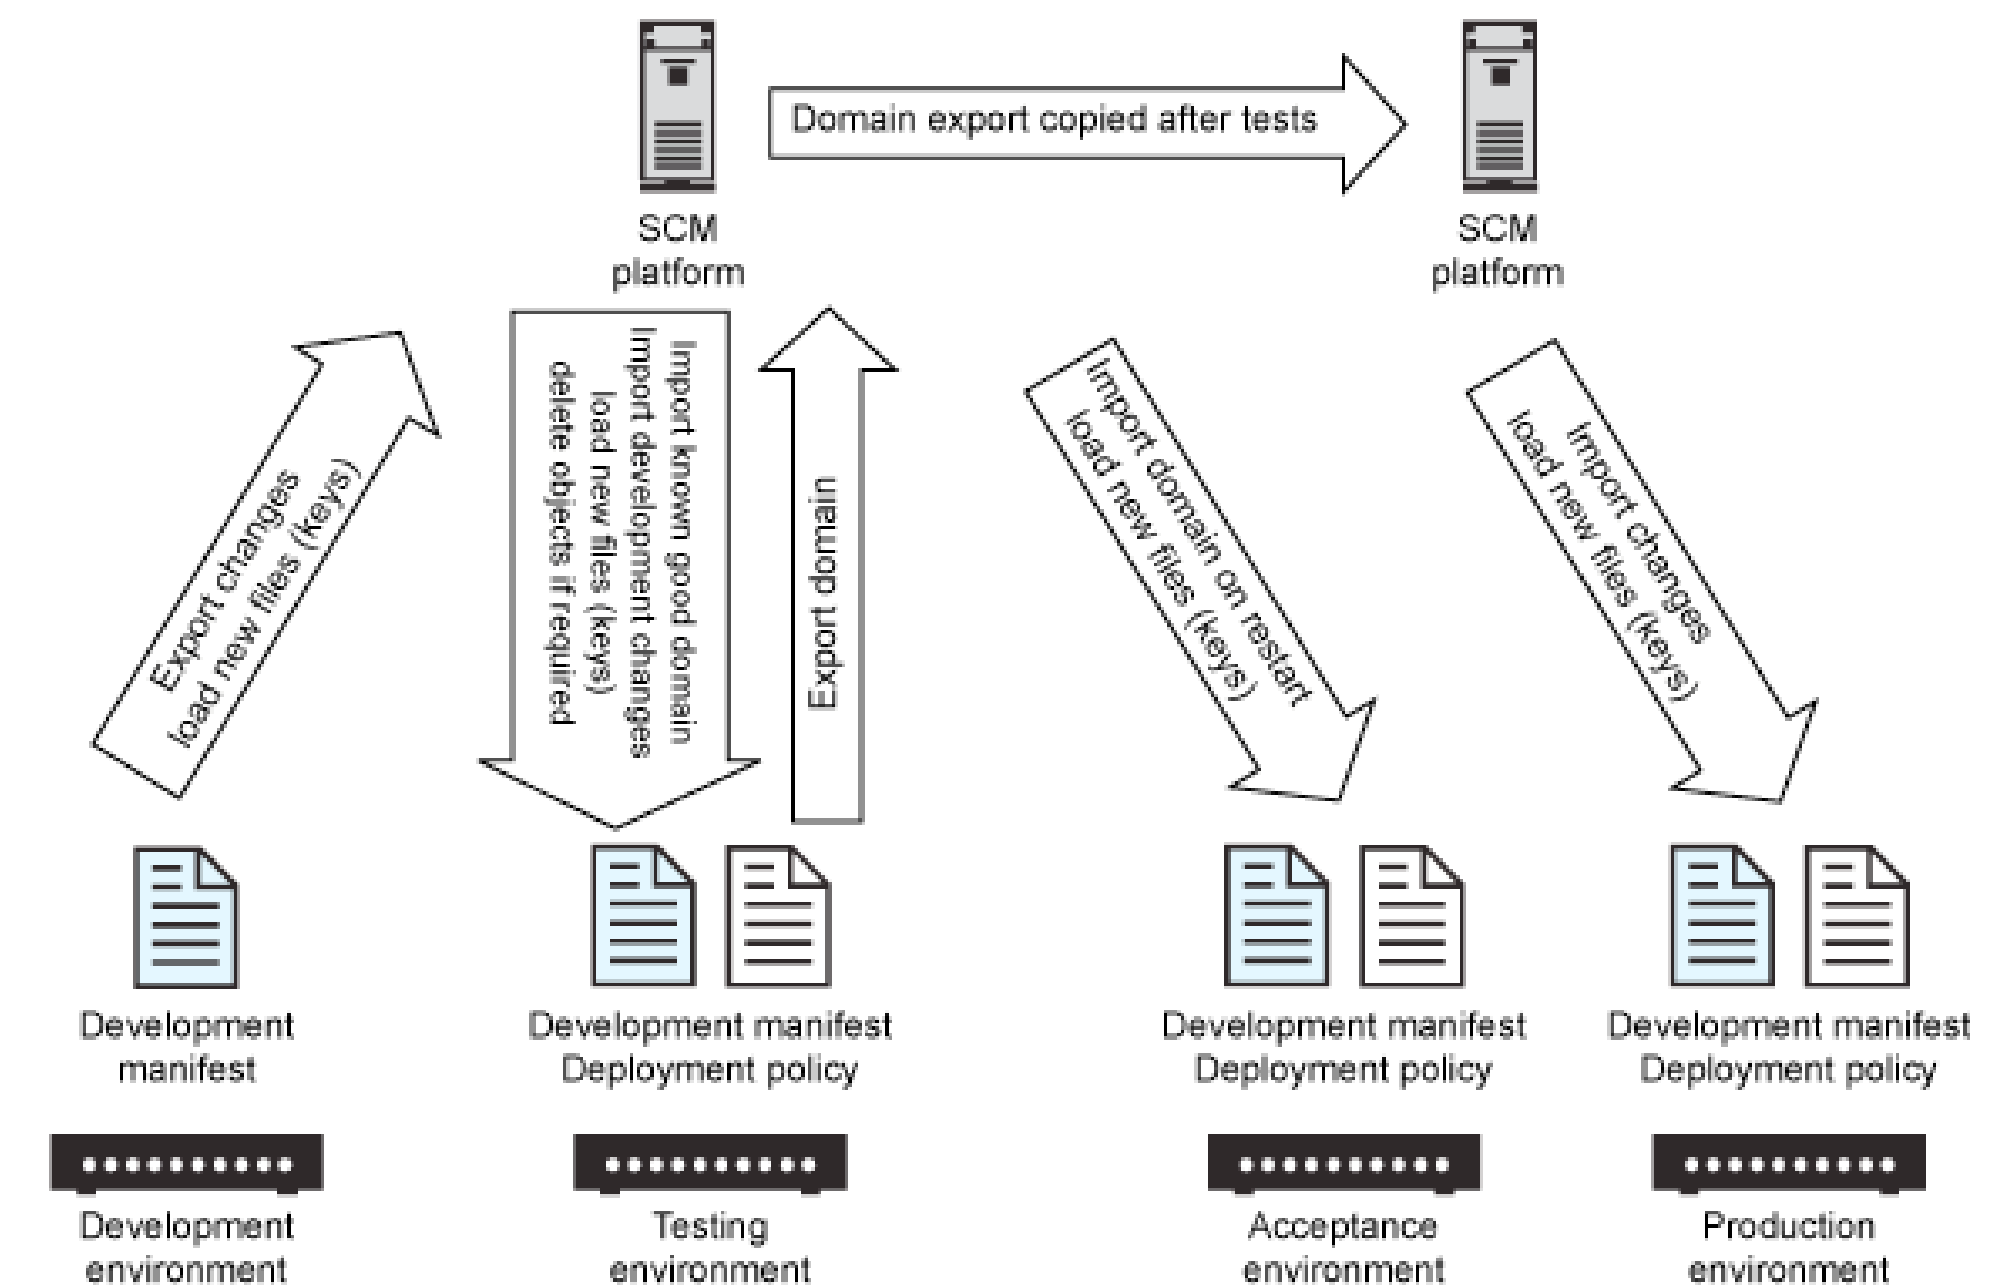 Domain export copied after tests
SCM
platform
SCM
platform
Export changes
load new files (keys)
Import known good domain
Import development changes
load new files (keys)
delete objects if required
Export domain
Import domain on restart
load new files (keys)
Import changes
load new files (keys)
Development
manifest
Development manifest
Deployment policy
Development manifest
Deployment policy
Development manifest
Deployment policy
Development
environment
Testing
environment
Acceptance
environment
Production
environment